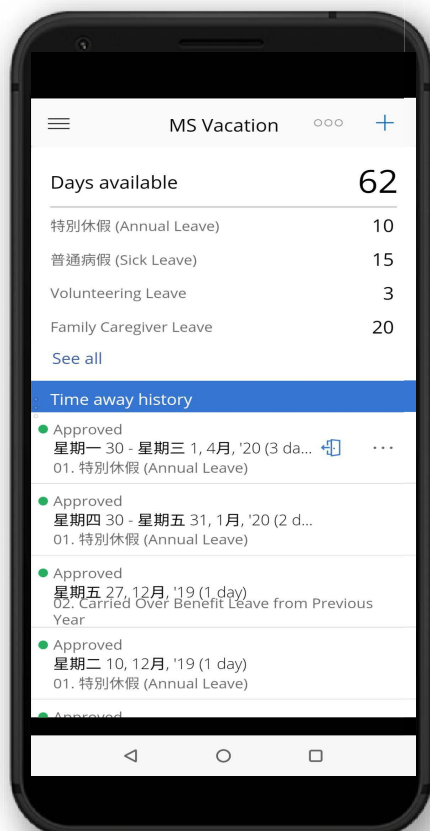 MS Vacation
Days available 62
特別休假 (Annual Leave) 10
普通病假 (Sick Leave) 15
Volunteering Leave 3
Family Caregiver Leave 20
See all
Time away history
Approved
星期一 30 - 星期三 1, 4月, '20 (3 da...
01. 特別休假 (Annual Leave)
Approved
星期四 30 - 星期五 31, 1月, '20 (2 d...
01. 特別休假 (Annual Leave)
Approved
星期五 27, 12月, '19 (1 day)
02. Carried Over Benefit Leave from Previous
Year
Approved
星期二 10, 12月, '19 (1 day)
01. 特別休假 (Annual Leave)
Approved